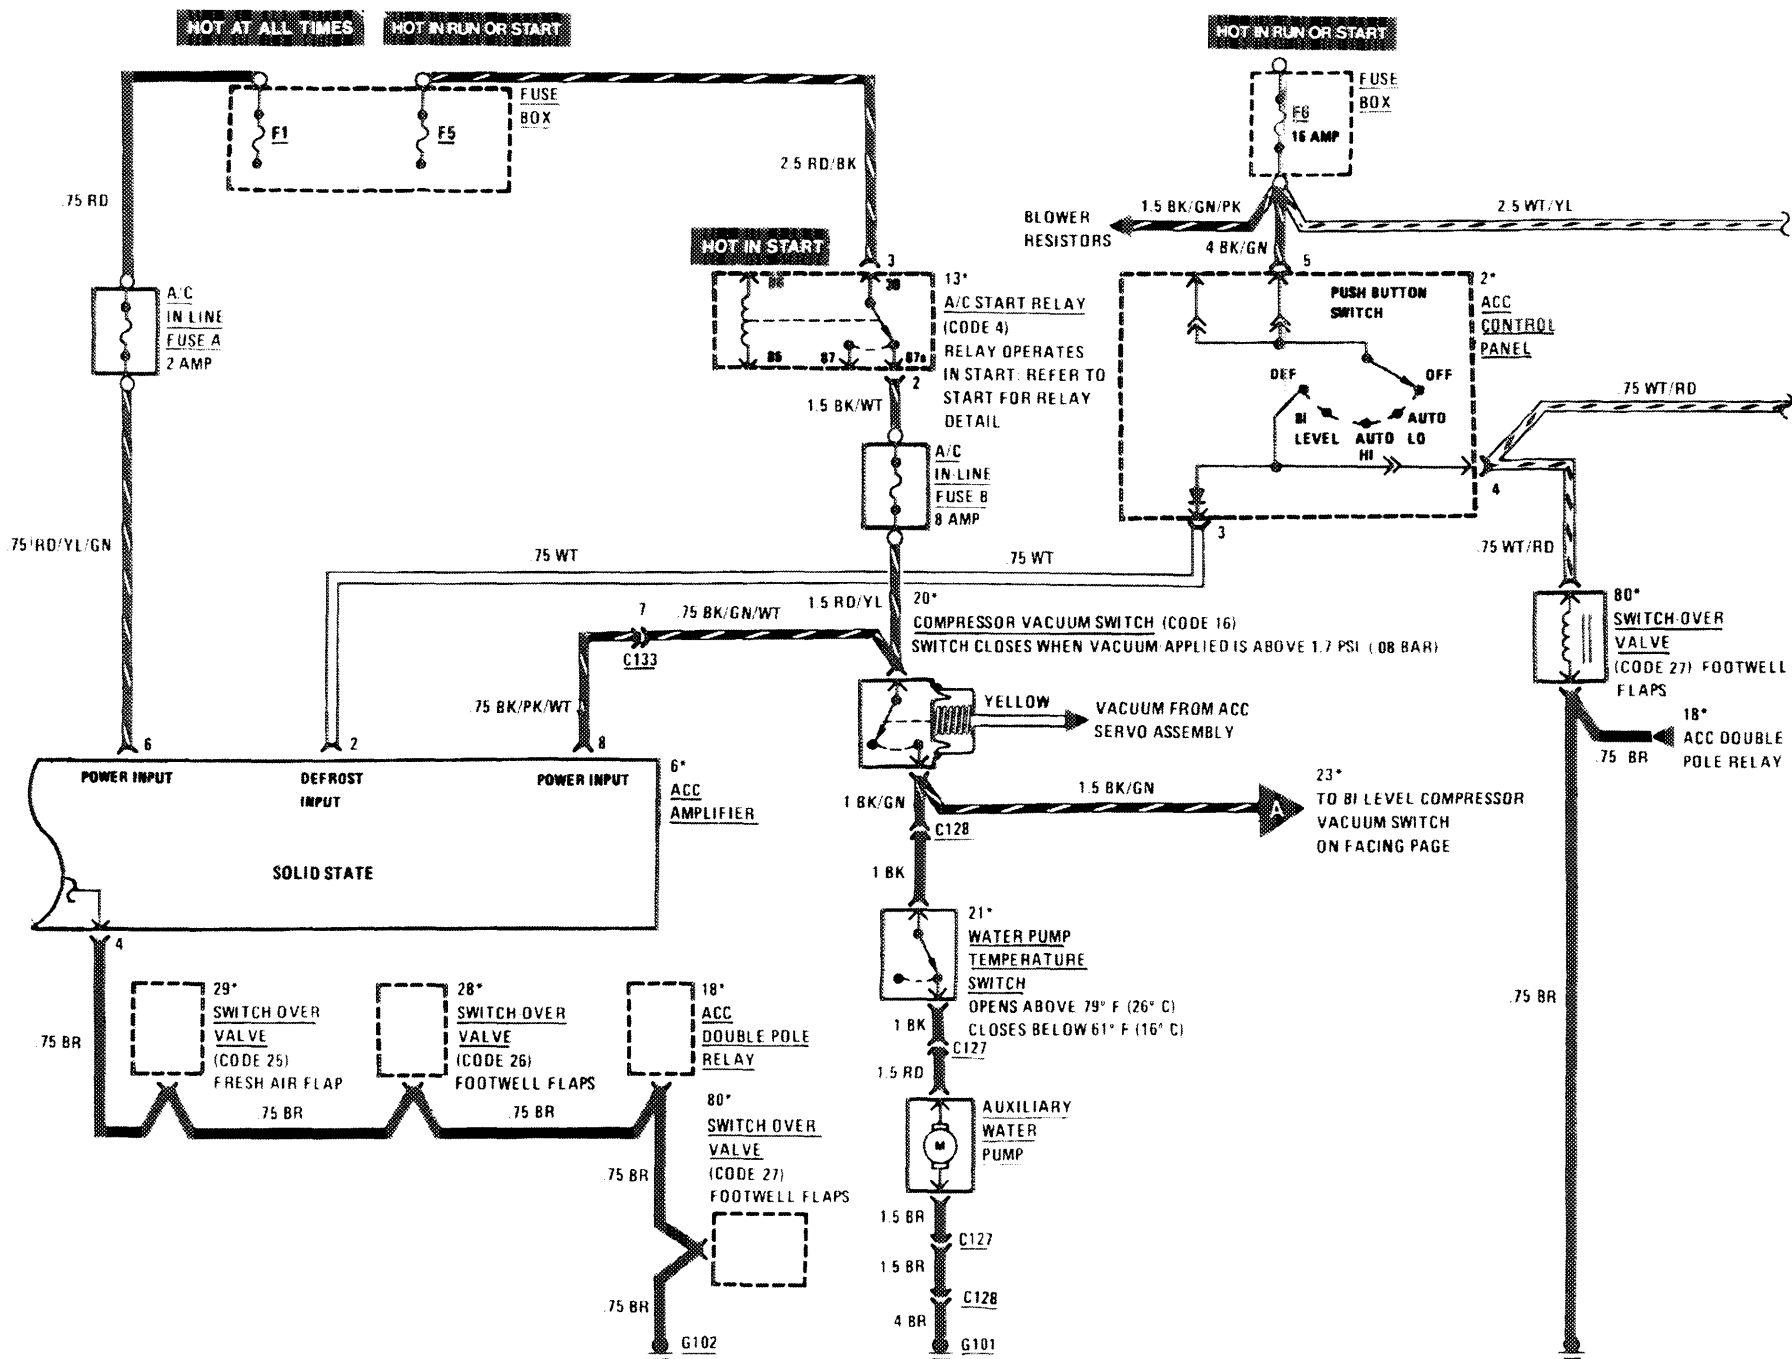 HOT AT ALL TIMES
HOT IN RUN OR START
HOT IN RUN OR START
FUSE
BOX
F1
F5
FUSE
BOX
F6
16 AMP
2.5 RD/BK
.75 RD
BLOWER
RESISTORS
1.5 BK/GN/PK
2.5 WT/YL
4 BK/GN
HOT IN START
3
5
A/C
IN LINE
FUSE A
2 AMP
86
30
85
87
87a
13*
A/C START RELAY
(CODE 4)
RELAY OPERATES
IN START: REFER TO
START FOR RELAY
DETAIL
2
1.5 BK/WT
PUSH BUTTON
SWITCH
2*
ACC
CONTROL
PANEL
DEF
OFF
BI
LEVEL
AUTO
HI
AUTO
LO
.75 WT/RD
4
3
A/C
IN-LINE
FUSE B
8 AMP
.75 RD/YL/GN
.75 WT
.75 WT
.75 WT/RD
1.5 RD/YL
7
.75 BK/GN/WT
C133
.75 BK/PK/WT
20*
COMPRESSOR VACUUM SWITCH (CODE 16)
SWITCH CLOSES WHEN VACUUM APPLIED IS ABOVE 1.7 PSI (.08 BAR)
80*
SWITCH-OVER
VALVE
(CODE 27) FOOTWELL
FLAPS
YELLOW
VACUUM FROM ACC
SERVO ASSEMBLY
18*
ACC DOUBLE
POLE RELAY
.75 BR
6
2
8
POWER INPUT
DEFROST
INPUT
POWER INPUT
6*
ACC
AMPLIFIER
SOLID STATE
4
1 BK/GN
1.5 BK/GN
A
23*
TO BI LEVEL COMPRESSOR
VACUUM SWITCH
ON FACING PAGE
C128
1 BK
21*
WATER PUMP
TEMPERATURE
SWITCH
OPENS ABOVE 79° F (26° C)
CLOSES BELOW 61° F (16° C)
1 BK
C127
1.5 RD
.75 BR
29*
SWITCH OVER
VALVE
(CODE 25)
FRESH AIR FLAP
28*
SWITCH OVER
VALVE
(CODE 26)
FOOTWELL FLAPS
18*
ACC
DOUBLE POLE
RELAY
.75 BR
.75 BR
.75 BR
80*
SWITCH OVER
VALVE
(CODE 27)
FOOTWELL FLAPS
.75 BR
.75 BR
G102
AUXILIARY
WATER
PUMP
M
1.5 BR
C127
1.5 BR
C128
4 BR
G101